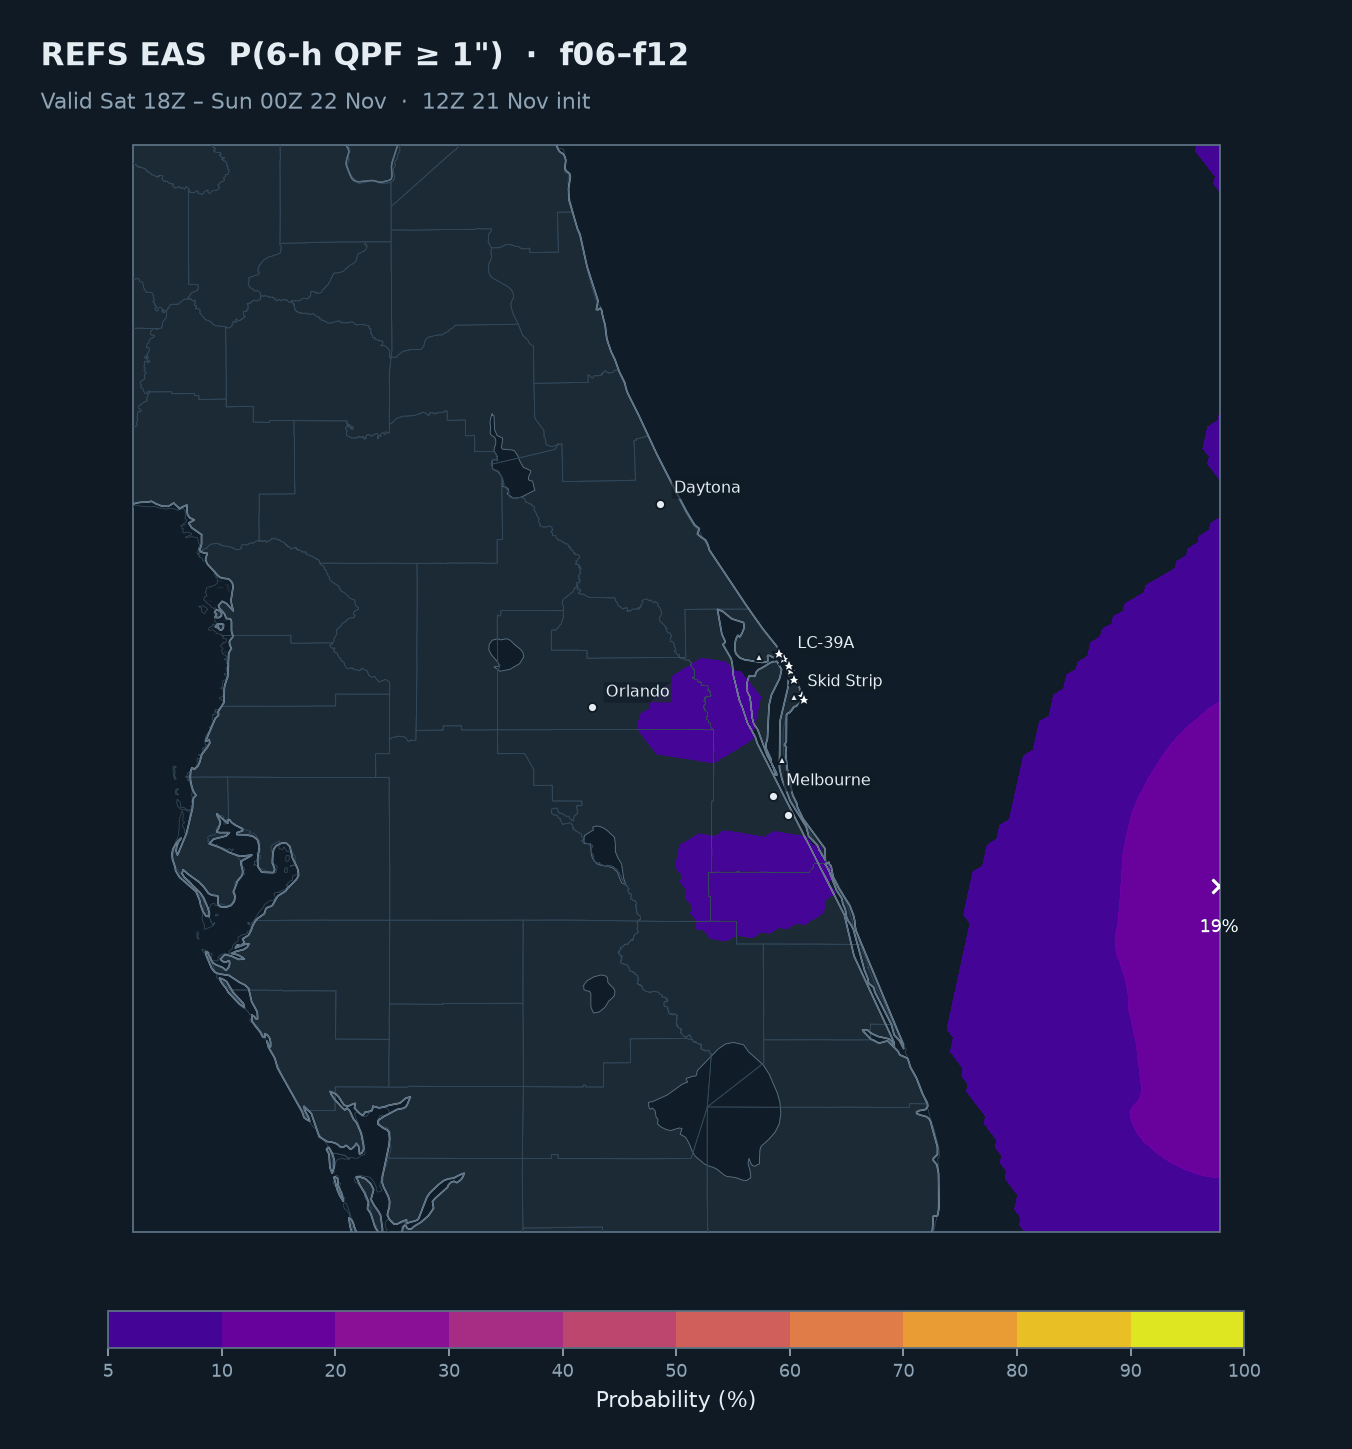 REFS EAS  P(6-h QPF ≥ 1")  ·  f06–f12
Valid Sat 18Z – Sun 00Z 22 Nov  ·  12Z 21 Nov init
Daytona
LC-39A
Skid Strip
Orlando
Melbourne
19%
5 10 20 30 40 50 60 70 80 90 100
Probability (%)